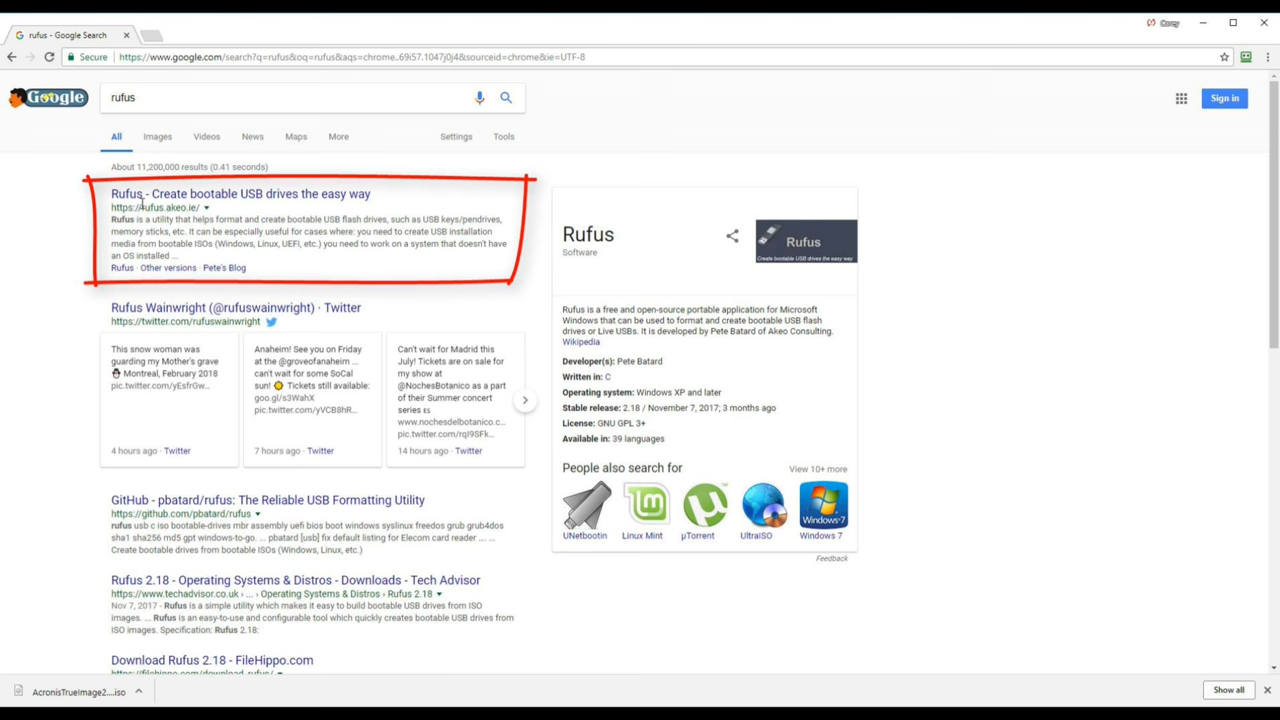 rufus - Google Search
Corey
Secure
https://www.google.com/search?q=rufus&oq=rufus&aqs=chrome..69i57.1047j0j4&sourceid=chrome&ie=UTF-8
Google
rufus
Sign in
All Images Videos News Maps More Settings Tools
About 11,200,000 results (0.41 seconds)
Rufus - Create bootable USB drives the easy way
https://rufus.akeo.ie/
Rufus is a utility that helps format and create bootable USB flash drives, such as USB keys/pendrives,
memory sticks, etc. It can be especially useful for cases where: you need to create USB installation
media from bootable ISOs (Windows, Linux, UEFI, etc.) you need to work on a system that doesn't have
an OS installed ...
Rufus · Other versions · Pete's Blog
Rufus Wainwright (@rufuswainwright) · Twitter
https://twitter.com/rufuswainwright
This snow woman was
guarding my Mother's grave
Montreal, February 2018
pic.twitter.com/yEsfrGw...
4 hours ago · Twitter
Anaheim! See you on Friday
at the @groveofanaheim ...
can't wait for some SoCal
sun! Tickets still available:
goo.gl/s3WahX
pic.twitter.com/yVCB8hR...
7 hours ago · Twitter
Can't wait for Madrid this
July! Tickets are on sale for
my show at
@NochesBotanico as a part
of their Summer concert
series ES
www.nochesdelbotanico.c...
pic.twitter.com/rqI9SFk...
14 hours ago · Twitter
GitHub - pbatard/rufus: The Reliable USB Formatting Utility
https://github.com/pbatard/rufus
rufus usb c iso bootable-drives mbr assembly uefi bios boot windows syslinux freedos grub grub4dos
sha1 sha256 md5 gpt windows-to-go. ... pbatard [usb] fix default listing for Elecom card reader .... ...
Create bootable drives from bootable ISOs (Windows, Linux, etc.)
Rufus 2.18 - Operating Systems & Distros - Downloads - Tech Advisor
https://www.techadvisor.co.uk › ... › Operating Systems & Distros › Rufus 2.18
Nov 7, 2017 - Rufus is a simple utility which makes it easy to build bootable USB drives from ISO
images. ... Rufus is an easy-to-use and configurable tool which quickly creates bootable USB drives from
ISO images. Specification: Rufus 2.18:
Download Rufus 2.18 - FileHippo.com
https://filehippo.com/download_rufus/
Rufus
Software
Rufus
Create bootable USB drives the easy way
Rufus is a free and open-source portable application for Microsoft
Windows that can be used to format and create bootable USB flash
drives or Live USBs. It is developed by Pete Batard of Akeo Consulting.
Wikipedia
Developer(s): Pete Batard
Written in: C
Operating system: Windows XP and later
Stable release: 2.18 / November 7, 2017; 3 months ago
License: GNU GPL 3+
Available in: 39 languages
People also search for
View 10+ more
Windows 7
UNetbootin Linux Mint µTorrent UltraISO Windows 7
Feedback
AcronisTrueImage2....iso
Show all